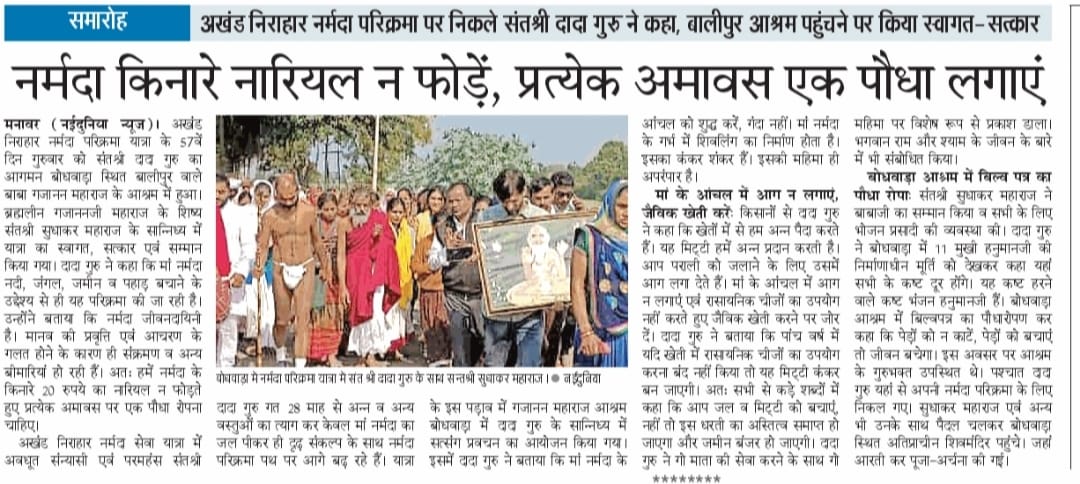 समारोह
अखंड निराहार नर्मदा परिक्रमा पर निकले संतश्री दादा गुरु ने कहा, बालीपुर आश्रम पहुंचने पर किया स्वागत-सत्कार
नर्मदा किनारे नारियल न फोड़ें, प्रत्येक अमावस एक पौधा लगाएं
मनावर (नईदुनिया न्यूज)। अखंड
निराहार नर्मदा परिक्रमा यात्रा के 57वें
दिन गुरुवार को संतश्री दादा गुरु का
आगमन बोधवाड़ा स्थित बालीपुर वाले
बाबा गजानन महाराज के आश्रम में हुआ।
ब्रह्मलीन गजाननजी महाराज के शिष्य
संतश्री सुधाकर महाराज के सान्निध्य में
यात्रा का स्वागत, सत्कार एवं सम्मान
किया गया। दादा गुरु ने कहा कि मां नर्मदा
नदी, जंगल, जमीन व पहाड़ बचाने के
उद्देश्य से ही यह परिक्रमा की जा रही है।
उन्होंने बताया कि नर्मदा जीवनदायिनी
है। मानव की प्रवृत्ति एवं आचरण के
गलत होने के कारण ही संक्रमण व अन्य
बीमारियां हो रही हैं। अतः हमें नर्मदा के
किनारे 20 रुपये का नारियल न फोड़ते
हुए प्रत्येक अमावस पर एक पौधा रोपना
चाहिए।
अखंड निराहार नर्मदा सेवा यात्रा में
अवधूत संन्यासी एवं परमहंस संतश्री
बोधवाड़ा में नर्मदा परिक्रमा यात्रा में संत श्री दादा गुरु के साथ सन्तश्री सुधाकर महाराज। ● नईदुनिया
दादा गुरु गत 28 माह से अन्न व अन्य
वस्तुओं का त्याग कर केवल मां नर्मदा का
जल पीकर ही दृढ़ संकल्प के साथ नर्मदा
परिक्रमा पथ पर आगे बढ़ रहे हैं। यात्रा
के इस पड़ाव में गजानन महाराज आश्रम
बोधवाड़ा में दादा गुरु के सान्निध्य में
सत्संग प्रवचन का आयोजन किया गया।
इसमें दादा गुरु ने बताया कि मां नर्मदा के
आंचल को शुद्ध करें, गंदा नहीं। मां नर्मदा
के गर्भ में शिवलिंग का निर्माण होता है।
इसका कंकर शंकर हैं। इसकी महिमा ही
अपरंपार है।
मां के आंचल में आग न लगाएं,
जैविक खेती करेंः किसानों से दादा गुरु
ने कहा कि खेतों में से हम अन्न पैदा करते
हैं। यह मिट्टी हमें अन्न प्रदान करती है।
आप पराली को जलाने के लिए उसमें
आग लगा देते हैं। मां के आंचल में आग
न लगाएं एवं रासायनिक चीजों का उपयोग
नहीं करते हुए जैविक खेती करने पर जोर
दें। दादा गुरु ने बताया कि पांच वर्ष में
यदि खेती में रासायनिक चीजों का उपयोग
करना बंद नहीं किया तो यह मिट्टी कंकर
बन जाएगी। अतः सभी से कड़े शब्दों में
कहा कि आप जल व मिट्टी को बचाएं,
नहीं तो इस धरती का अस्तित्व समाप्त हो
जाएगा और जमीन बंजर हो जाएगी। दादा
गुरु ने गौ माता की सेवा करने के साथ गौ
महिमा पर विशेष रूप से प्रकाश डाला।
भगवान राम और श्याम के जीवन के बारे
में भी संबोधित किया।
बोधवाड़ा आश्रम में बिल्व पत्र का
पौधा रोपाः संतश्री सुधाकर महाराज ने
बाबाजी का सम्मान किया व सभी के लिए
भोजन प्रसादी की व्यवस्था की। दादा गुरु
ने बोधवाड़ा में 11 मुखी हनुमानजी की
निर्माणाधीन मूर्ति को देखकर कहा यहां
सभी के कष्ट दूर होंगे। यह कष्ट हरने
वाले कष्ट भंजन हनुमानजी हैं। बोधवाड़ा
आश्रम में बिल्वपत्र का पौधारोपण कर
कहा कि पेड़ों को न काटें, पेड़ों को बचाएं
तो जीवन बचेगा। इस अवसर पर आश्रम
के गुरुभक्त उपस्थित थे। पश्चात दादा
गुरु यहां से अपनी नर्मदा परिक्रमा के लिए
निकल गए। सुधाकर महाराज एवं अन्य
भी उनके साथ पैदल चलकर बोधवाड़ा
स्थित अतिप्राचीन शिवमंदिर पहुंचे। जहां
आरती कर पूजा-अर्चना की गई।
********